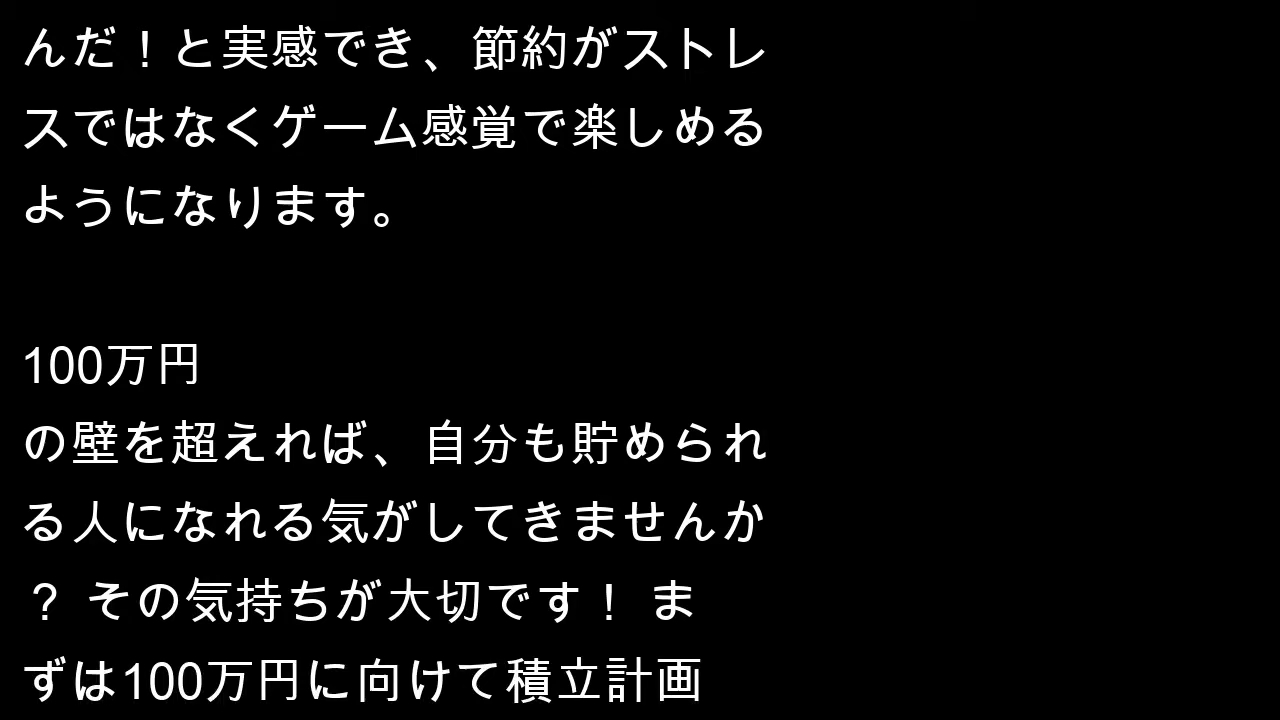 んだ！と実感でき、節約がストレ
スではなくゲーム感覚で楽しめる
ようになります。
100万円
の壁を超えれば、自分も貯められ
る人になれる気がしてきませんか
？ その気持ちが大切です！ ま
ずは100万円に向けて積立計画